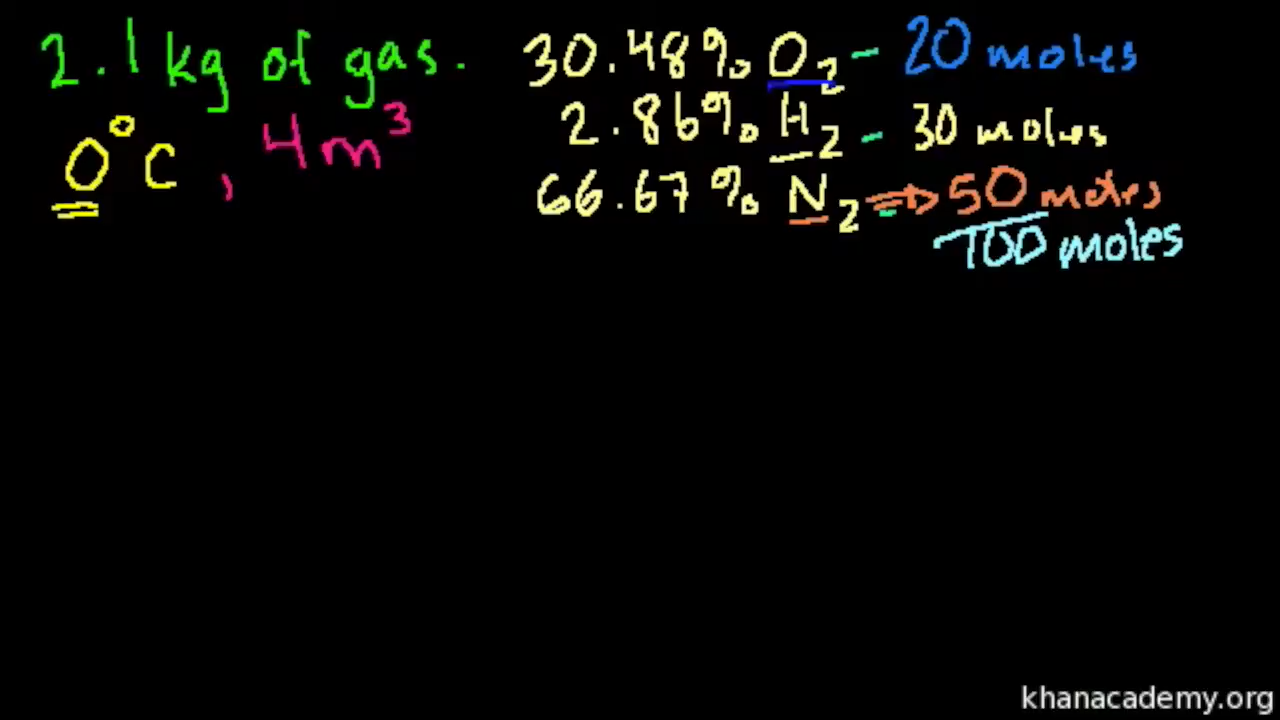 2.1 kg of gas.
0°C, 4m³
30.48% O₂ - 20 moles
2.86% H₂ - 30 moles
66.67% N₂ ⇒ 50 moles
100 moles
khanacademy.org